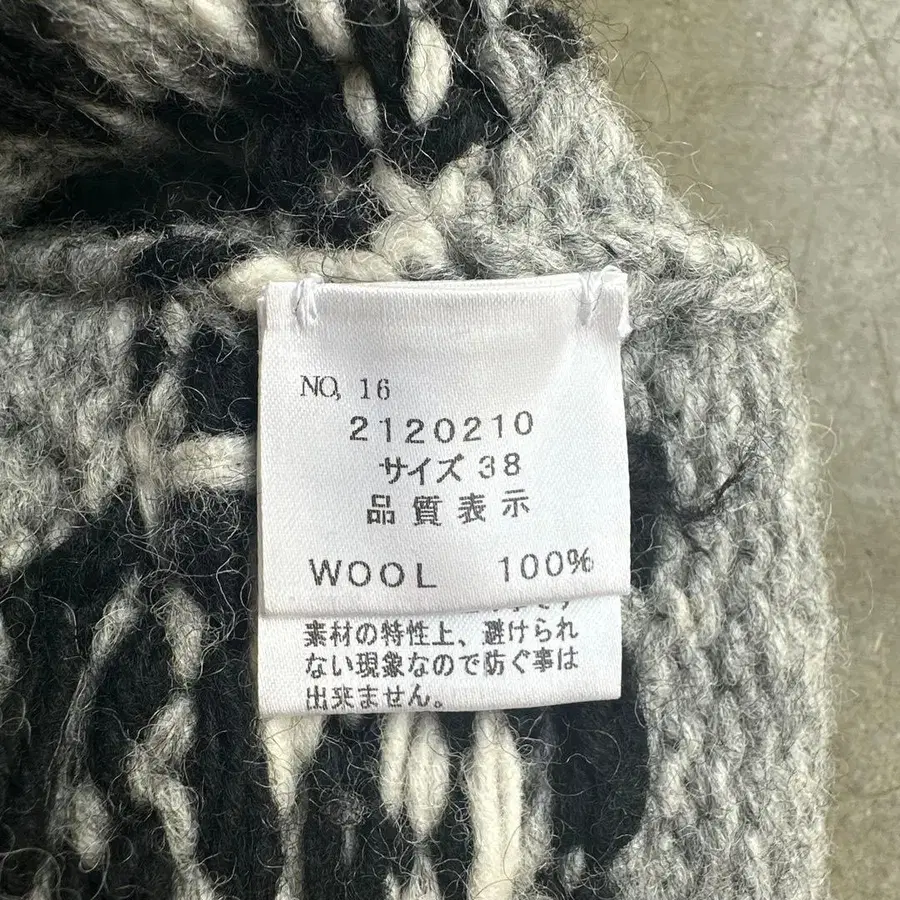 NO, 16
2120210
サイズ 38
品質表示
WOOL 100%
素材の特性上、避けられ
ない現象なので防ぐ事は
出来ません。